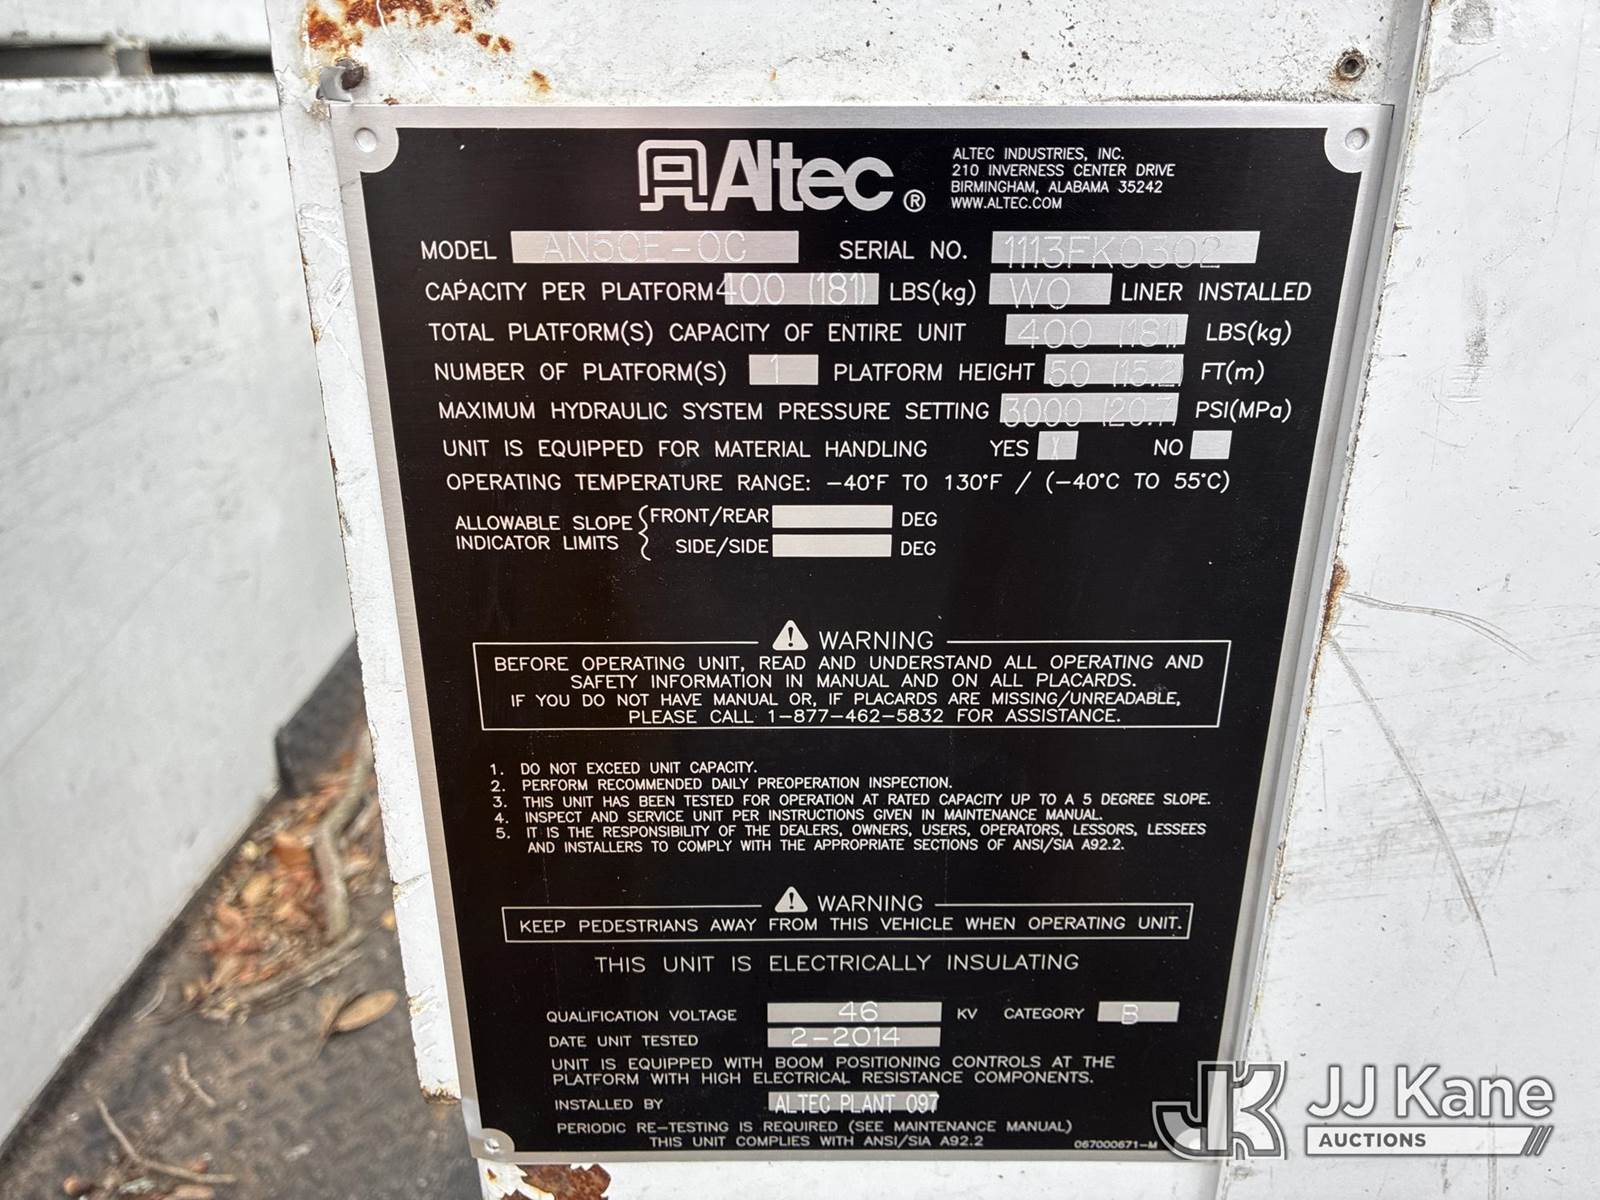 Altec®
ALTEC INDUSTRIES, INC.
210 INVERNESS CENTER DRIVE
BIRMINGHAM, ALABAMA 35242
WWW.ALTEC.COM
MODEL AN50E-OC SERIAL NO. 1113FK0302
CAPACITY PER PLATFORM 400 (181) LBS(kg) WO LINER INSTALLED
TOTAL PLATFORM(S) CAPACITY OF ENTIRE UNIT 400 (181) LBS(kg)
NUMBER OF PLATFORM(S) 1 PLATFORM HEIGHT 50 (15.2) FT(m)
MAXIMUM HYDRAULIC SYSTEM PRESSURE SETTING 3000 (20.7 PSI(MPa)
UNIT IS EQUIPPED FOR MATERIAL HANDLING YES X NO
OPERATING TEMPERATURE RANGE: -40°F TO 130°F / (-40°C TO 55°C)
ALLOWABLE SLOPE INDICATOR LIMITS { FRONT/REAR DEG
SIDE/SIDE DEG
WARNING
BEFORE OPERATING UNIT, READ AND UNDERSTAND ALL OPERATING AND
SAFETY INFORMATION IN MANUAL AND ON ALL PLACARDS.
IF YOU DO NOT HAVE MANUAL OR, IF PLACARDS ARE MISSING/UNREADABLE,
PLEASE CALL 1-877-462-5832 FOR ASSISTANCE.
1. DO NOT EXCEED UNIT CAPACITY.
2. PERFORM RECOMMENDED DAILY PREOPERATION INSPECTION.
3. THIS UNIT HAS BEEN TESTED FOR OPERATION AT RATED CAPACITY UP TO A 5 DEGREE SLOPE.
4. INSPECT AND SERVICE UNIT PER INSTRUCTIONS GIVEN IN MAINTENANCE MANUAL.
5. IT IS THE RESPONSIBILITY OF THE DEALERS, OWNERS, USERS, OPERATORS, LESSORS, LESSEES
AND INSTALLERS TO COMPLY WITH THE APPROPRIATE SECTIONS OF ANSI/SIA A92.2.
WARNING
KEEP PEDESTRIANS AWAY FROM THIS VEHICLE WHEN OPERATING UNIT.
THIS UNIT IS ELECTRICALLY INSULATING
QUALIFICATION VOLTAGE 46 KV CATEGORY B
DATE UNIT TESTED 2-2014
UNIT IS EQUIPPED WITH BOOM POSITIONING CONTROLS AT THE
PLATFORM WITH HIGH ELECTRICAL RESISTANCE COMPONENTS.
INSTALLED BY ALTEC PLANT 097
PERIODIC RE-TESTING IS REQUIRED (SEE MAINTENANCE MANUAL)
THIS UNIT COMPLIES WITH ANSI/SIA A92.2 067000671-M
JK JJ Kane
AUCTIONS